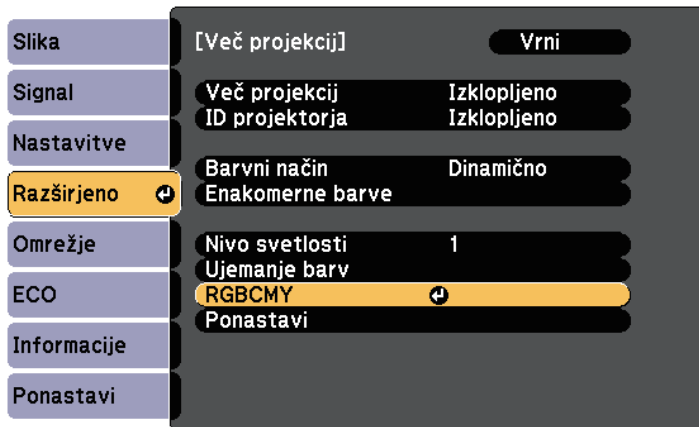 Slika
Signal
Nastavitve
Razširjeno
Omrežje
ECO
Informacije
Ponastavi
[Več projekcij] Vrni
Več projekcij Izklopljeno
ID projektorja Izklopljeno
Barvni način Dinamično
Enakomerne barve
Nivo svetlosti 1
Ujemanje barv
RGBCMY
Ponastavi